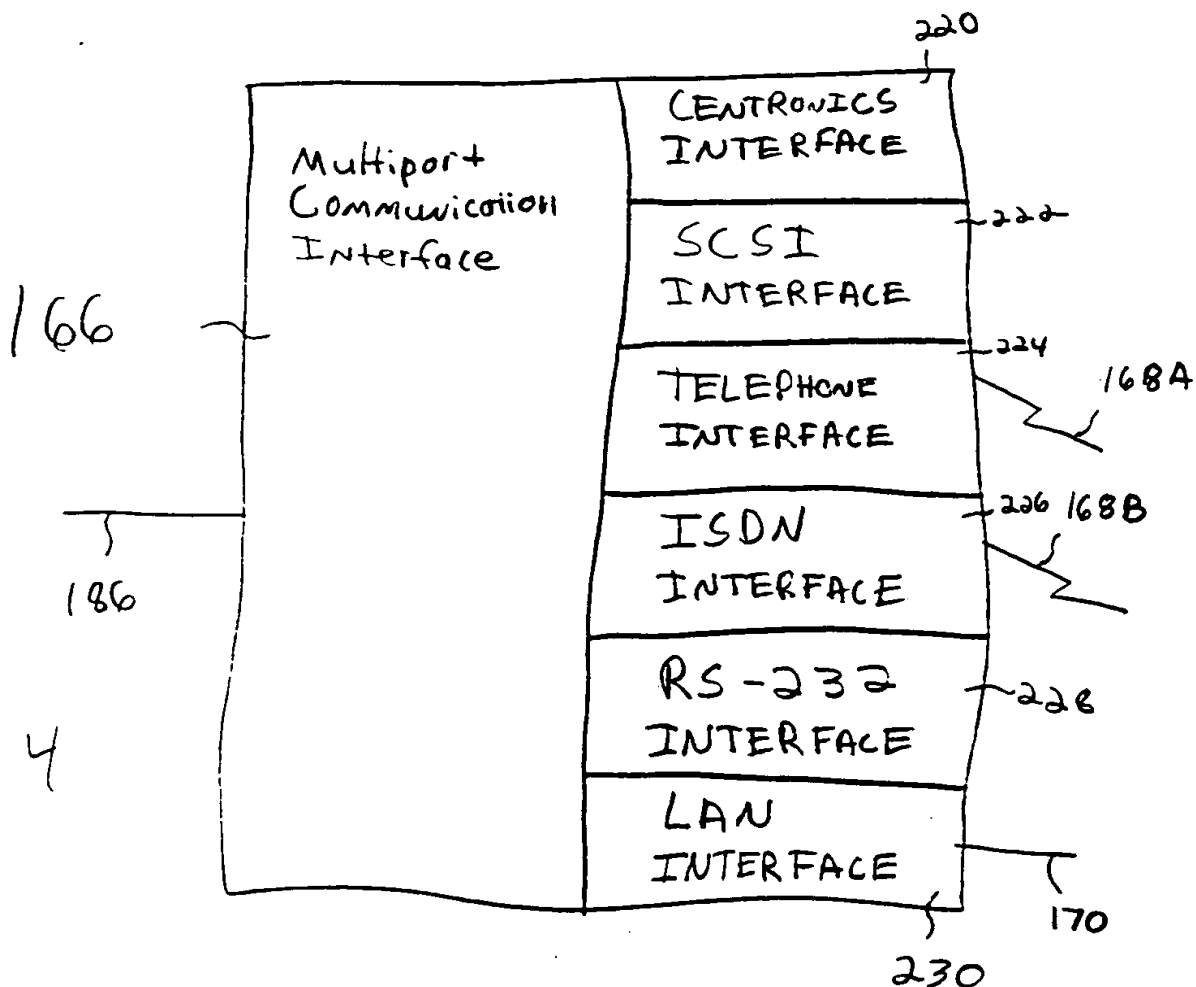 220
CENTRONICS
INTERFACE
Multiport
Communication
Interface
222
SCSI
INTERFACE
166
224
TELEPHONE
INTERFACE
168A
226
168B
ISDN
INTERFACE
186
RS-232
INTERFACE
228
4
LAN
INTERFACE
170
230